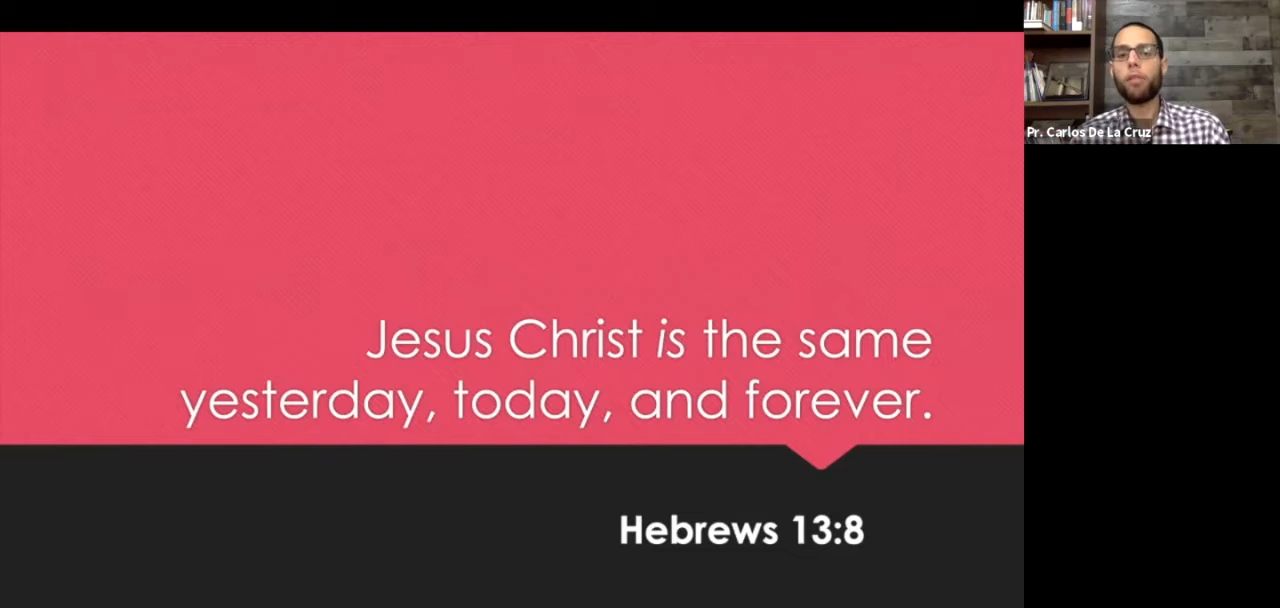 Jesus Christ is the same
yesterday, today, and forever.
Hebrews 13:8
Pr. Carlos De La Cruz